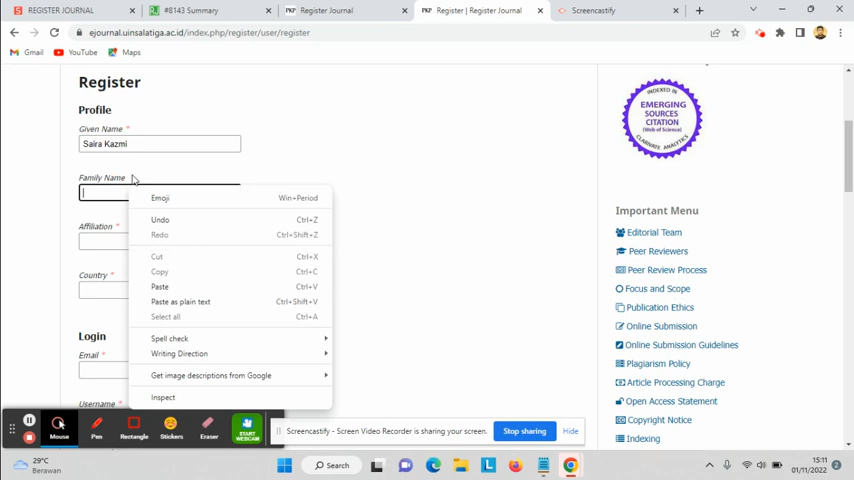 REGISTER JOURNAL
#8143 Summary
PKP Register Journal
PKP Register | Register Journal
Screencastify
ejournal.uinsalatiga.ac.id/index.php/register/user/register
Gmail
YouTube
Maps
Register
Profile
Given Name *
Saira Kazmi
Family Name
Affiliation *
Country *
Login
Email *
Username *
Emoji Win+Period
Undo Ctrl+Z
Redo Ctrl+Shift+Z
Cut Ctrl+X
Copy Ctrl+C
Paste Ctrl+V
Paste as plain text Ctrl+Shift+V
Select all Ctrl+A
Spell check
Writing Direction
Get image descriptions from Google
Inspect
INDEXED IN
EMERGING
SOURCES
CITATION
(Web of Science)
CLARIVATE ANALYTICS
Important Menu
Editorial Team
Peer Reviewers
Peer Review Process
Focus and Scope
Publication Ethics
Online Submission
Online Submission Guidelines
Plagiarism Policy
Article Processing Charge
Open Access Statement
Copyright Notice
Indexing
Mouse
Pen
Rectangle
Stickers
Eraser
START
WEBCAM
Screencastify - Screen Video Recorder is sharing your screen.
Stop sharing
Hide
29°C
Berawan
Search
15:11
01/11/2022